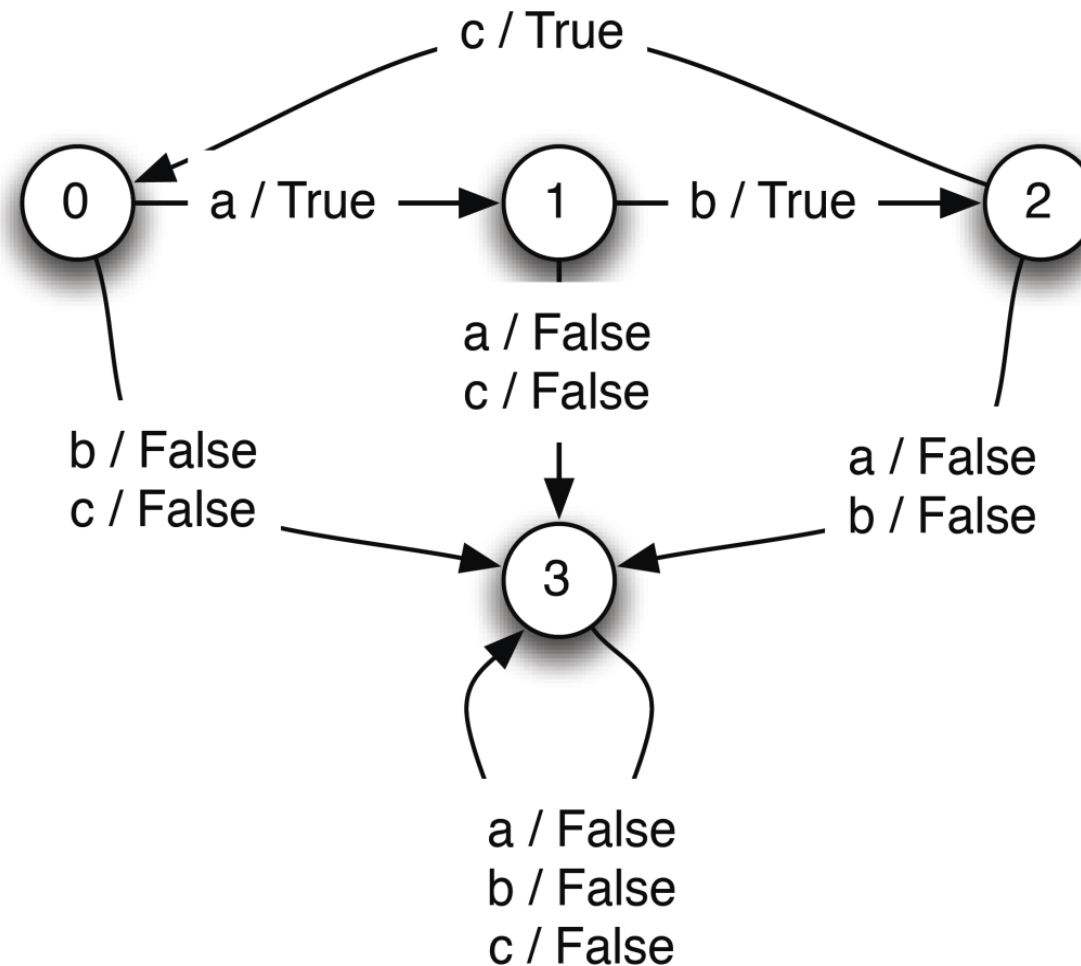 c / True
0
a / True
1
b / True
2
a / False
c / False
b / False
c / False
a / False
b / False
3
a / False
b / False
c / False